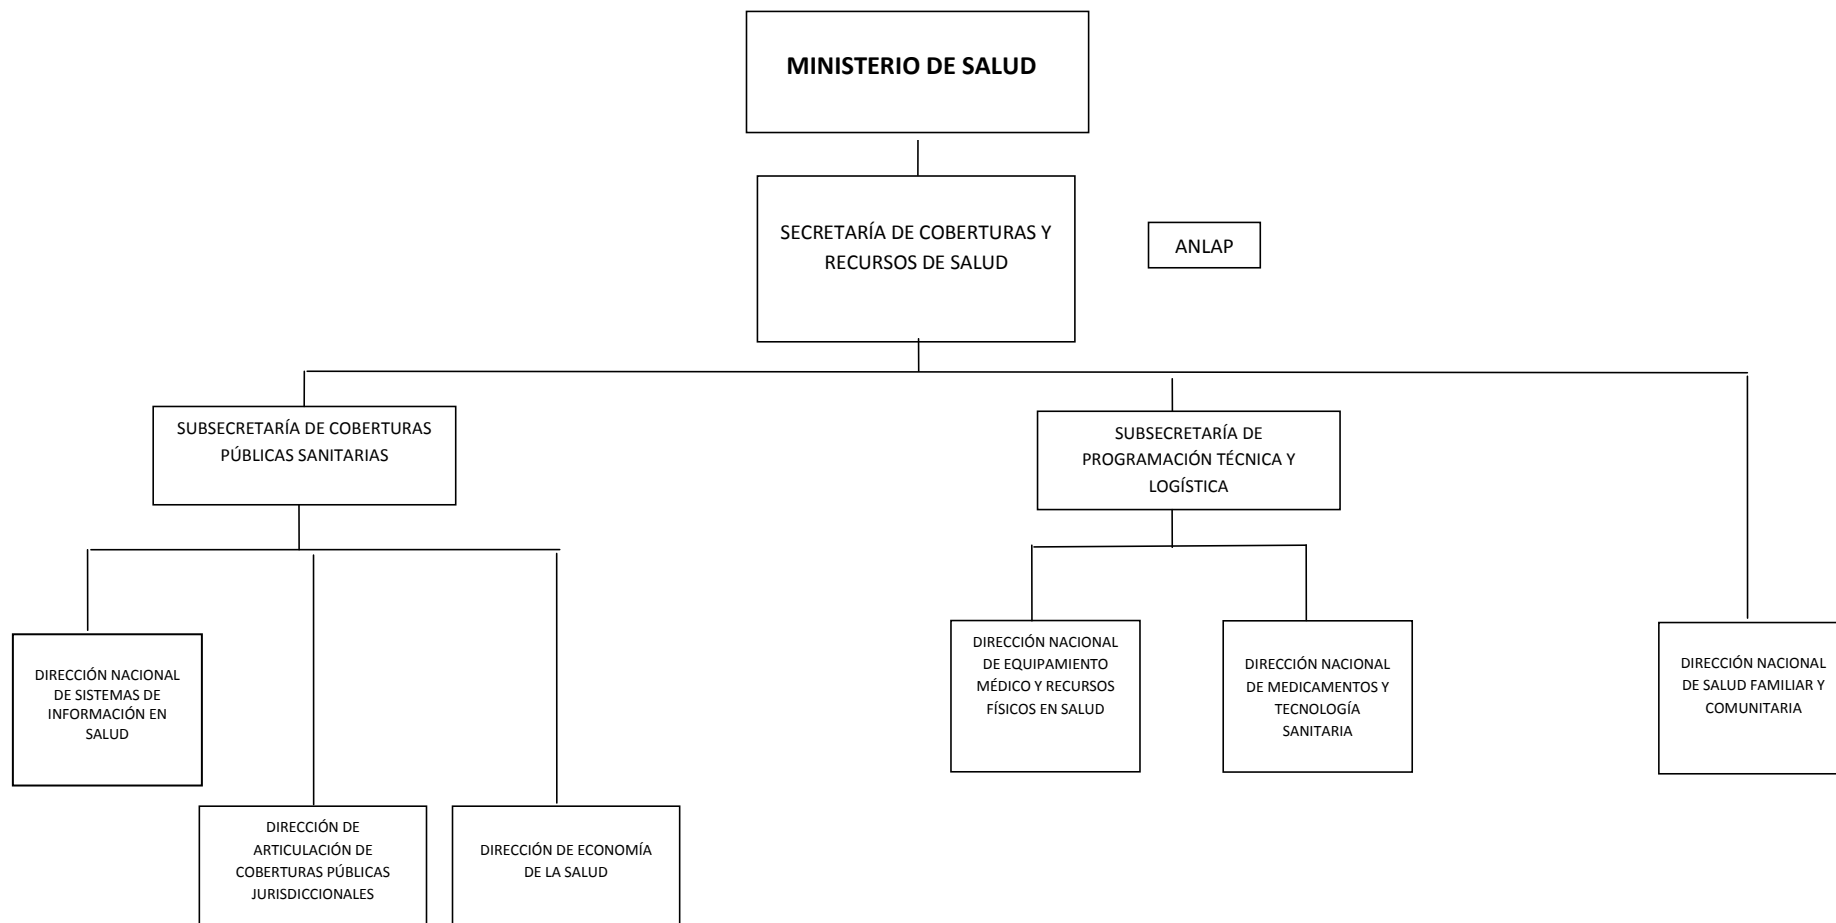 MINISTERIO DE SALUD
SECRETARÍA DE COBERTURAS Y
RECURSOS DE SALUD
ANLAP
SUBSECRETARÍA DE COBERTURAS
PÚBLICAS SANITARIAS
SUBSECRETARÍA DE
PROGRAMACIÓN TÉCNICA Y
LOGÍSTICA
DIRECCIÓN NACIONAL
DE SISTEMAS DE
INFORMACIÓN EN
SALUD
DIRECCIÓN NACIONAL
DE EQUIPAMIENTO
MÉDICO Y RECURSOS
FÍSICOS EN SALUD
DIRECCIÓN NACIONAL
DE MEDICAMENTOS Y
TECNOLOGÍA
SANITARIA
DIRECCIÓN NACIONAL
DE SALUD FAMILIAR Y
COMUNITARIA
DIRECCIÓN DE
ARTICULACIÓN DE
COBERTURAS PÚBLICAS
JURISDICCIONALES
DIRECCIÓN DE ECONOMÍA
DE LA SALUD